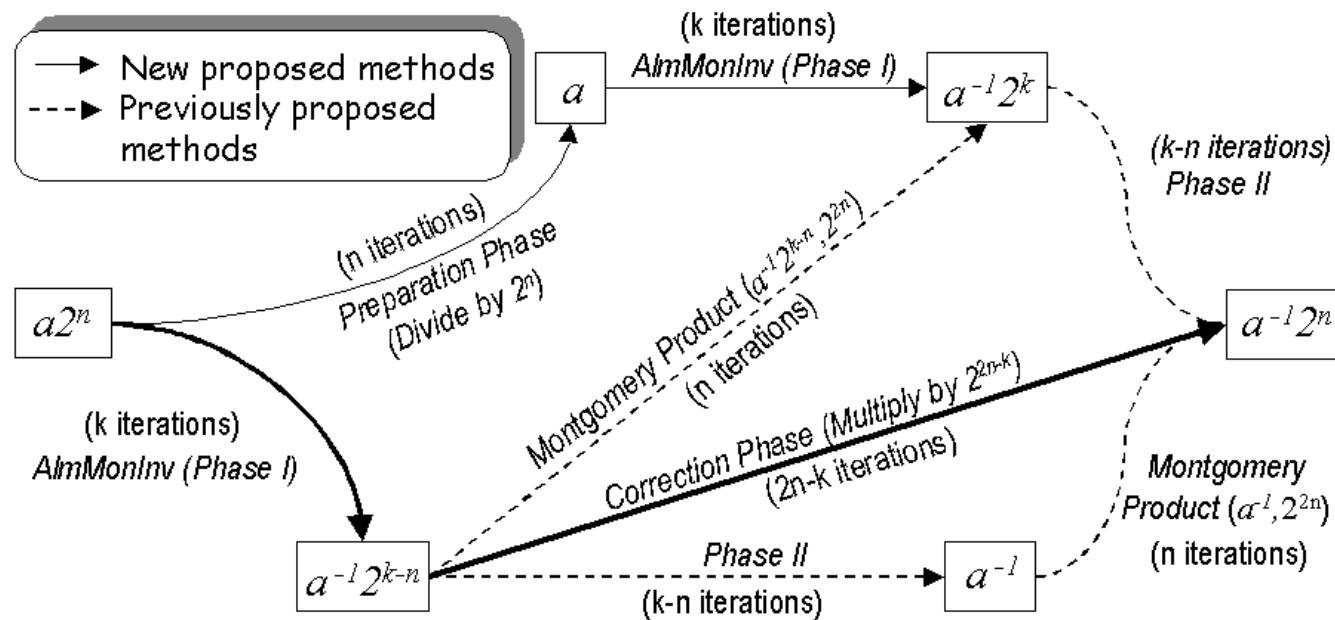 New proposed methods
Previously proposed
methods
a
(k iterations)
AlmMonInv (Phase I)
a⁻¹2ᵏ
(k-n iterations)
Phase II
(n iterations)
Preparation Phase
(Divide by 2ⁿ)
Montgomery Product (a⁻¹2ᵏ⁻ⁿ,2²ⁿ)
(n iterations)
a2ⁿ
a⁻¹2ⁿ
(k iterations)
AlmMonInv (Phase I)
Correction Phase (Multiply by 2²ⁿ⁻ᵏ)
(2n-k iterations)
Montgomery
Product (a⁻¹,2²ⁿ)
(n iterations)
a⁻¹2ᵏ⁻ⁿ
Phase II
(k-n iterations)
a⁻¹